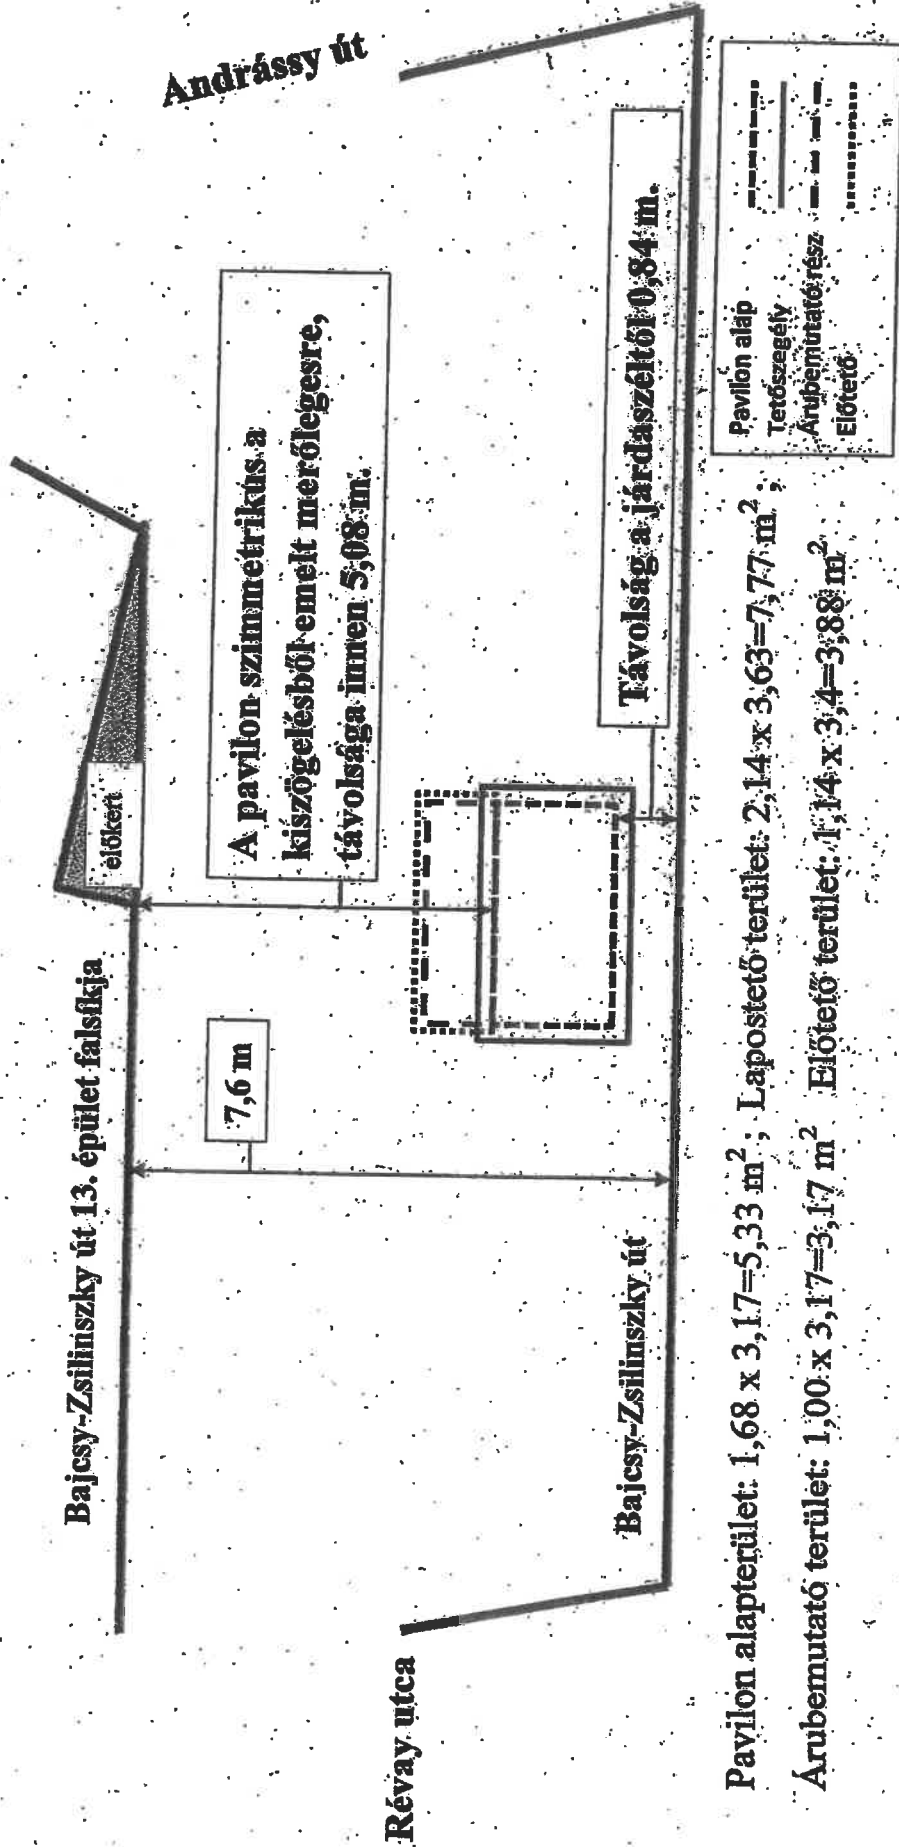 Andrássy út
Bajcsy-Zsilinszky út 13. épület falsíkja
előkert
A pavilon szimmetrikus a
kiszögelésből emelt merőlegesre,
távolsága innen 5,08 m.
7,6 m
Révay utca
Bajcsy-Zsilinszky út
Távolság a járdaszéltől 0,84 m.
Pavilon alap
Tetőszegély
Árubemutató rész
Előtető
Pavilon alapterület: 1,68 x 3,17=5,33 m² ; Lapostető terület: 2,14 x 3,63=7,77 m² ;
Árubemutató terület: 1,00 x 3,17=3,17 m² Előtető terület: 1,14 x 3,4=3,88 m²